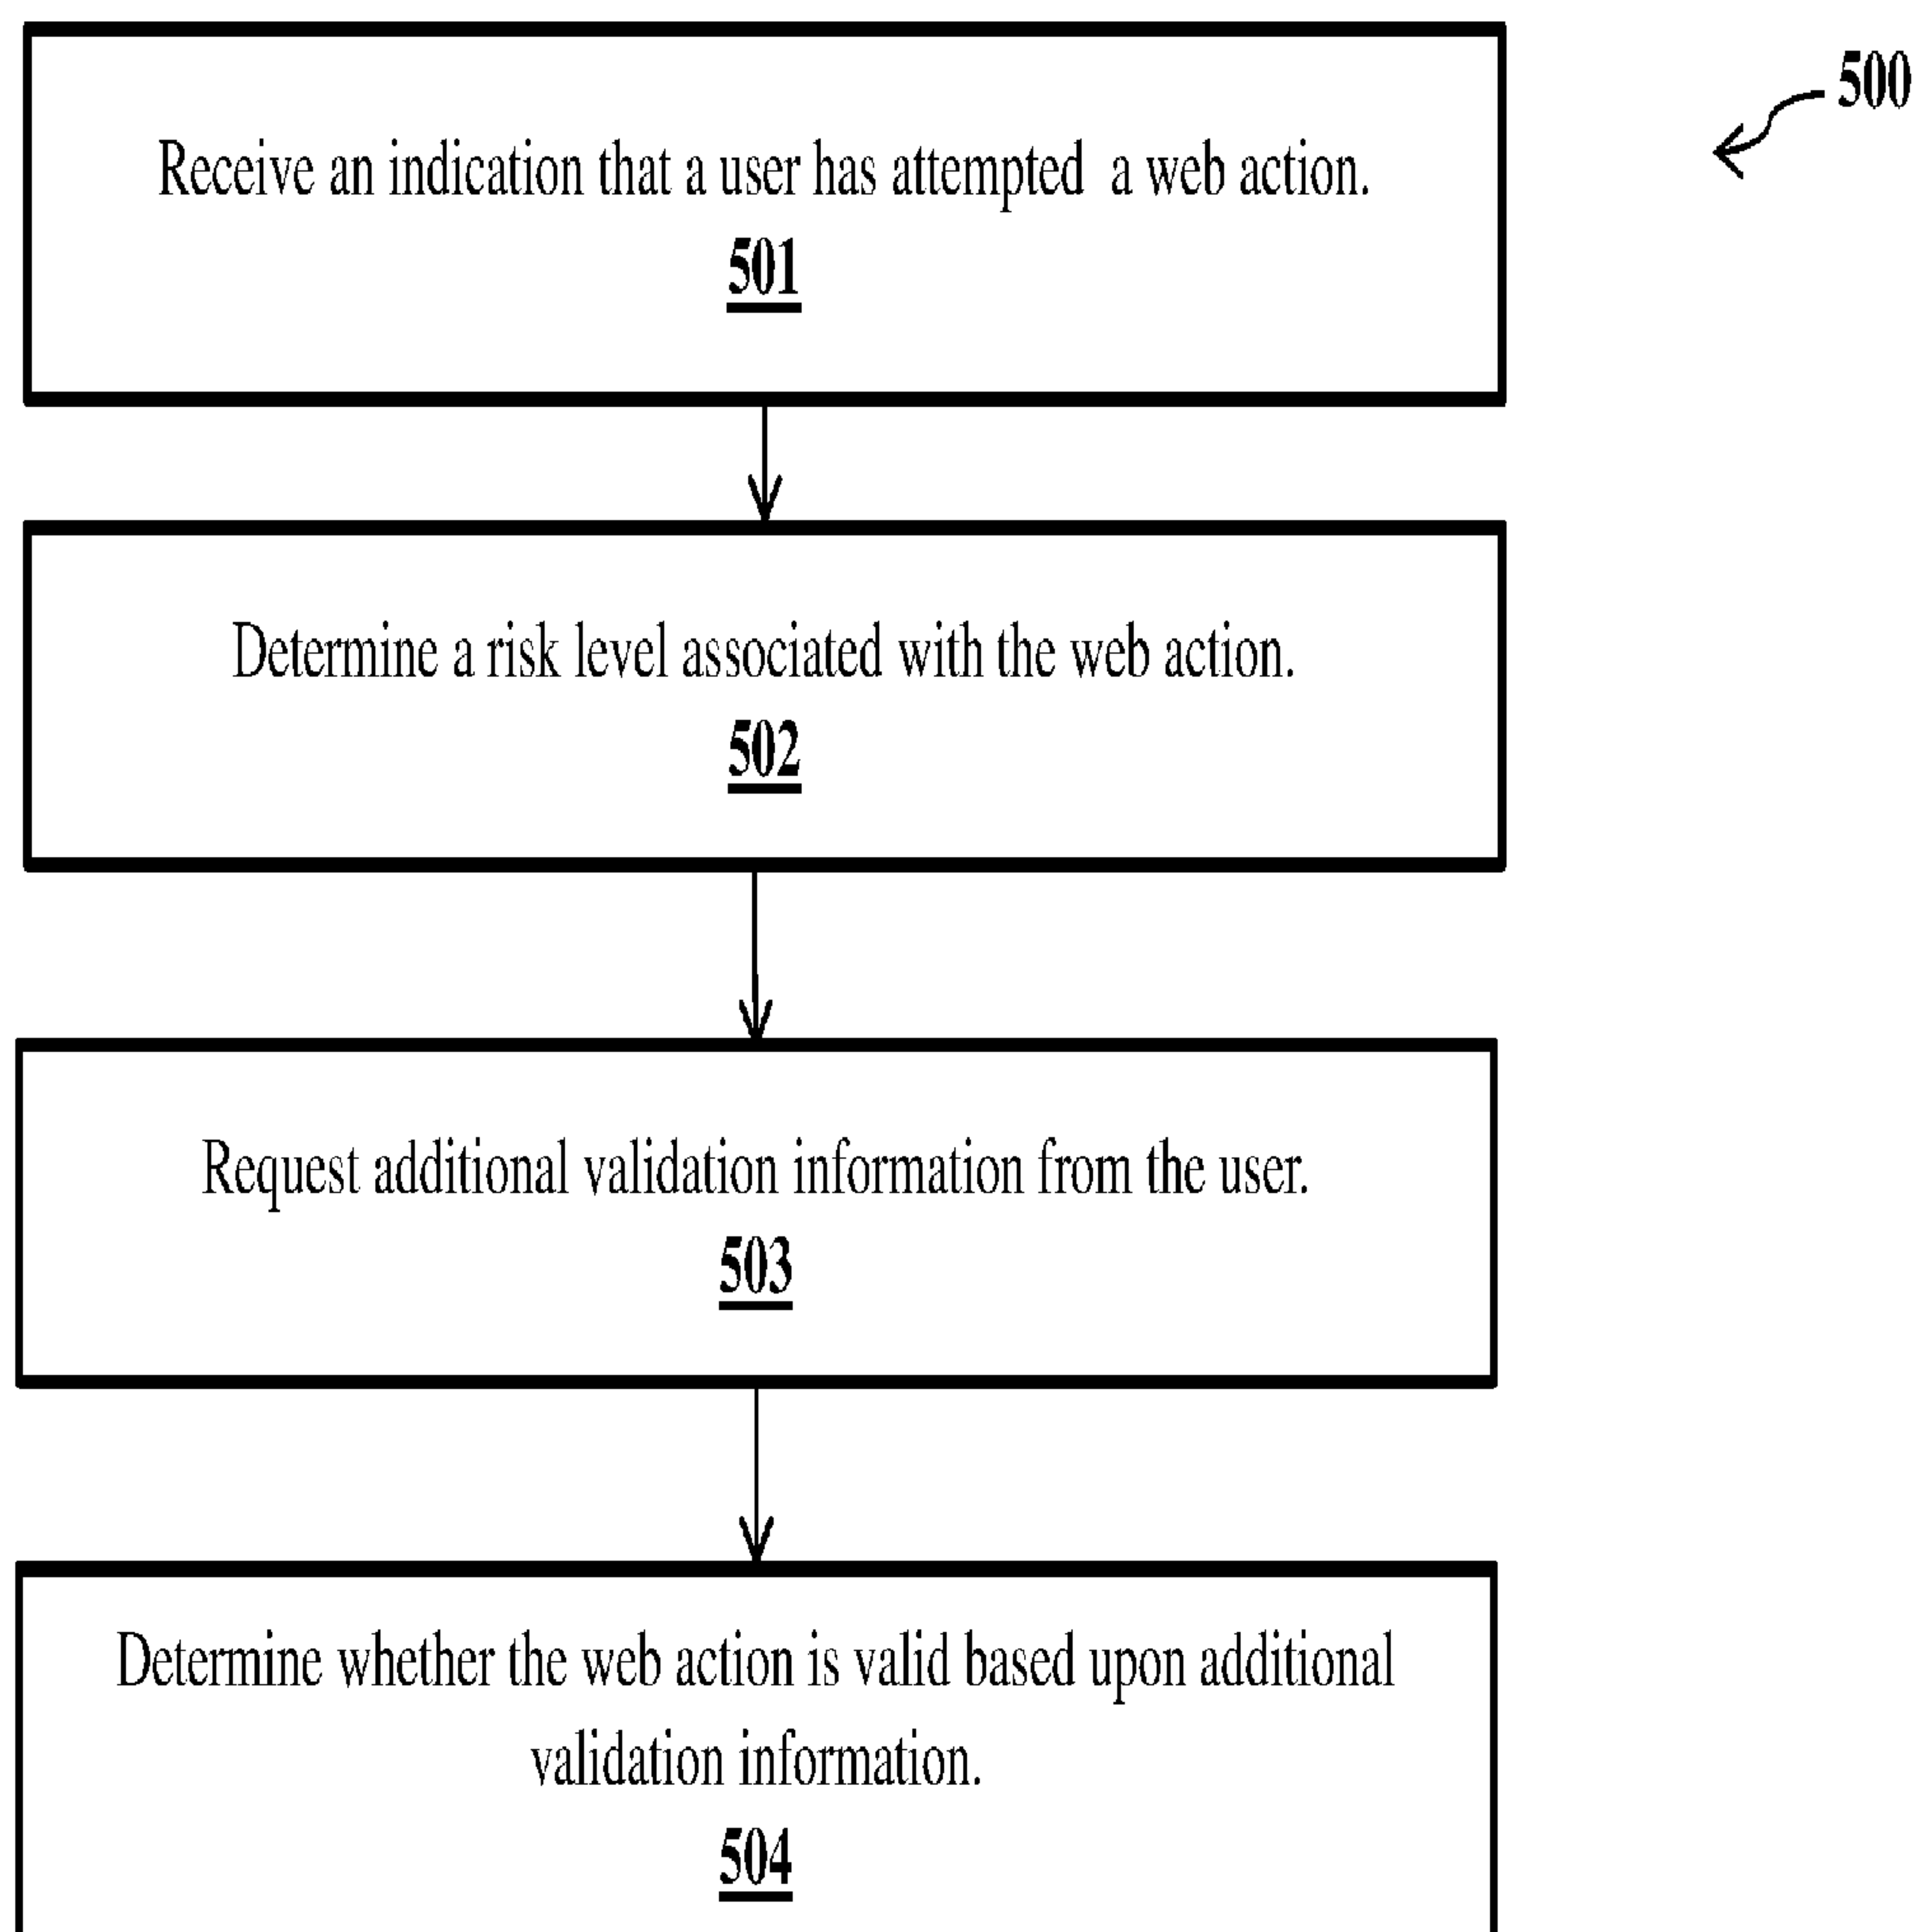 500
Receive an indication that a user has attempted a web action.
501
Determine a risk level associated with the web action.
502
Request additional validation information from the user.
503
Determine whether the web action is valid based upon additional
validation information.
504